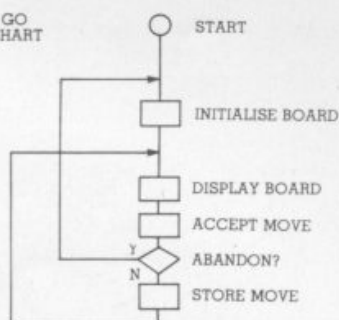 GO
HART
START
INITIALISE BOARD
DISPLAY BOARD
ACCEPT MOVE
Y
ABANDON?
N
STORE MOVE